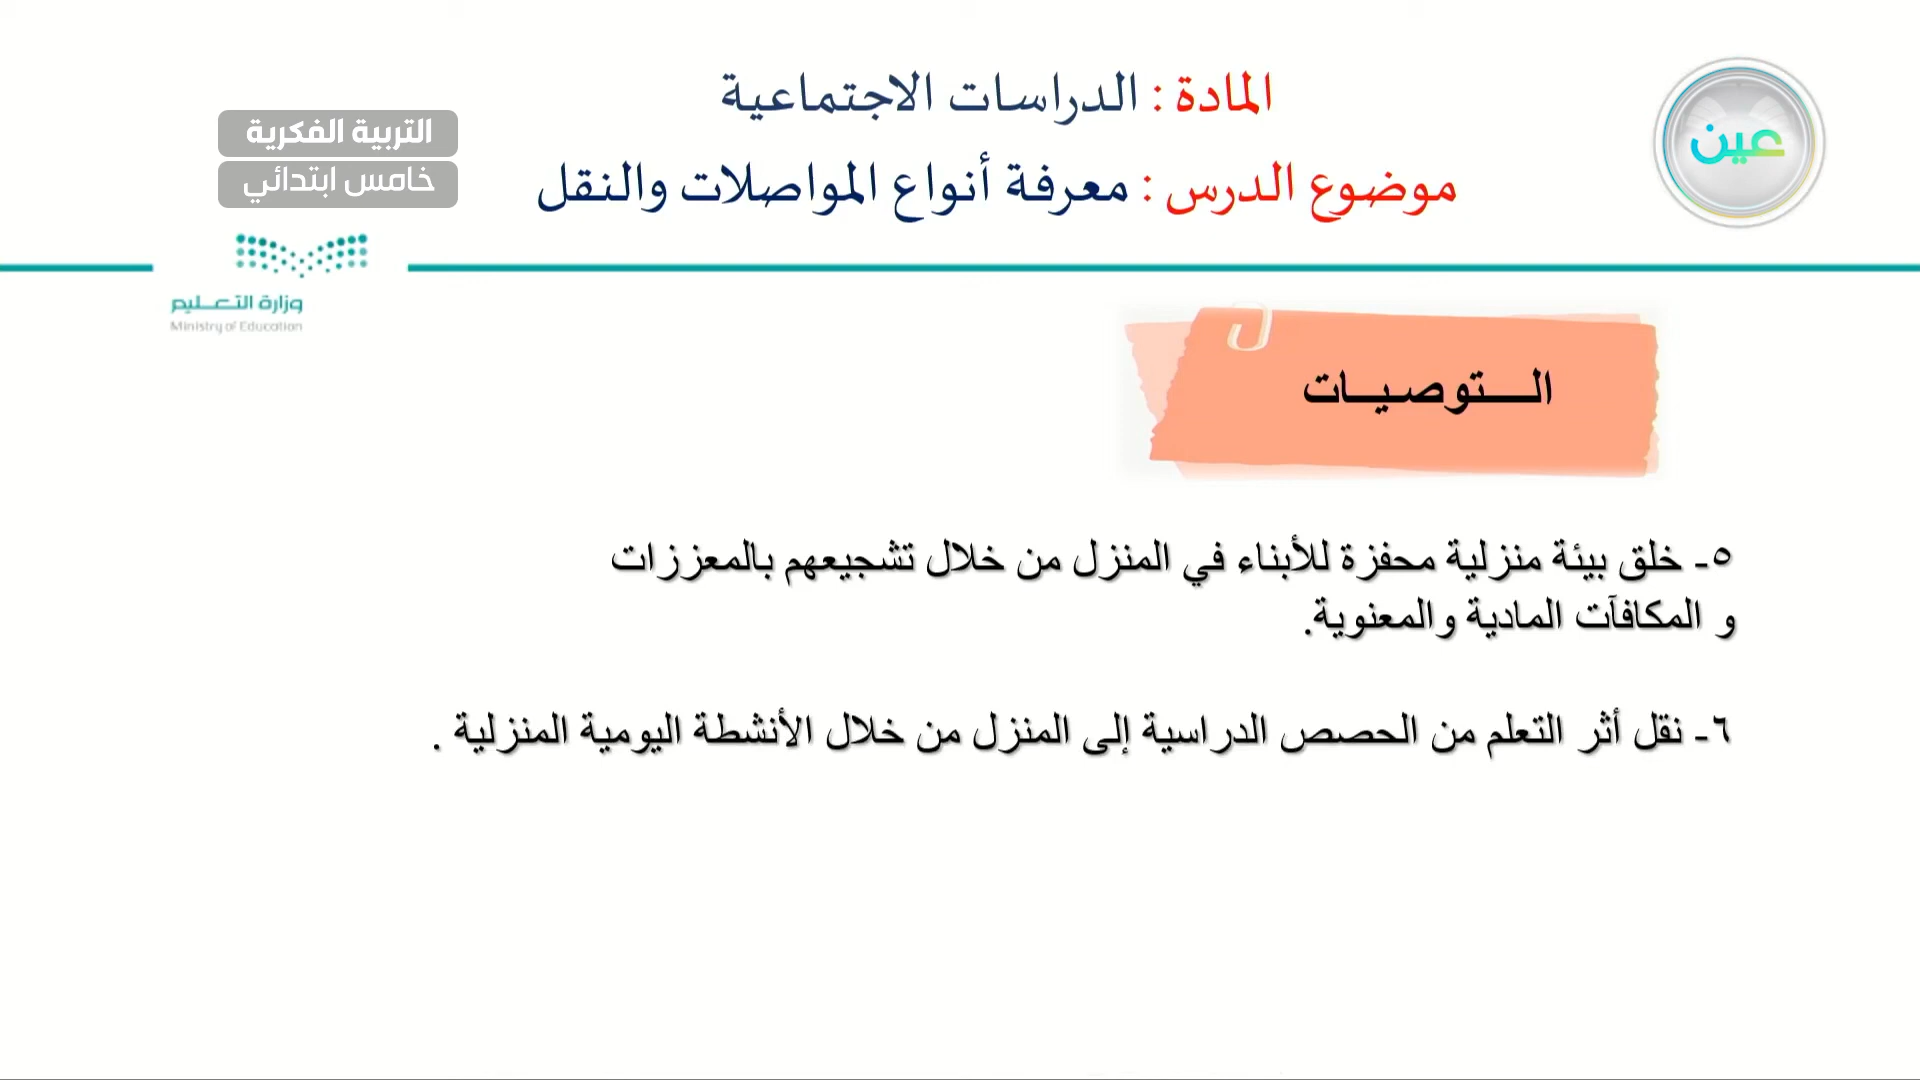 المادة : الدراسات الاجتماعية
موضوع الدرس : معرفة أنواع المواصلات والنقل
عين
التربية الفكرية
خامس ابتدائي
وزارة التعليم
Ministry of Education
التوصيات
٥- خلق بيئة منزلية محفزة للأبناء في المنزل من خلال تشجيعهم بالمعززات
و المكافآت المادية والمعنوية.
٦- نقل أثر التعلم من الحصص الدراسية إلى المنزل من خلال الأنشطة اليومية المنزلية .